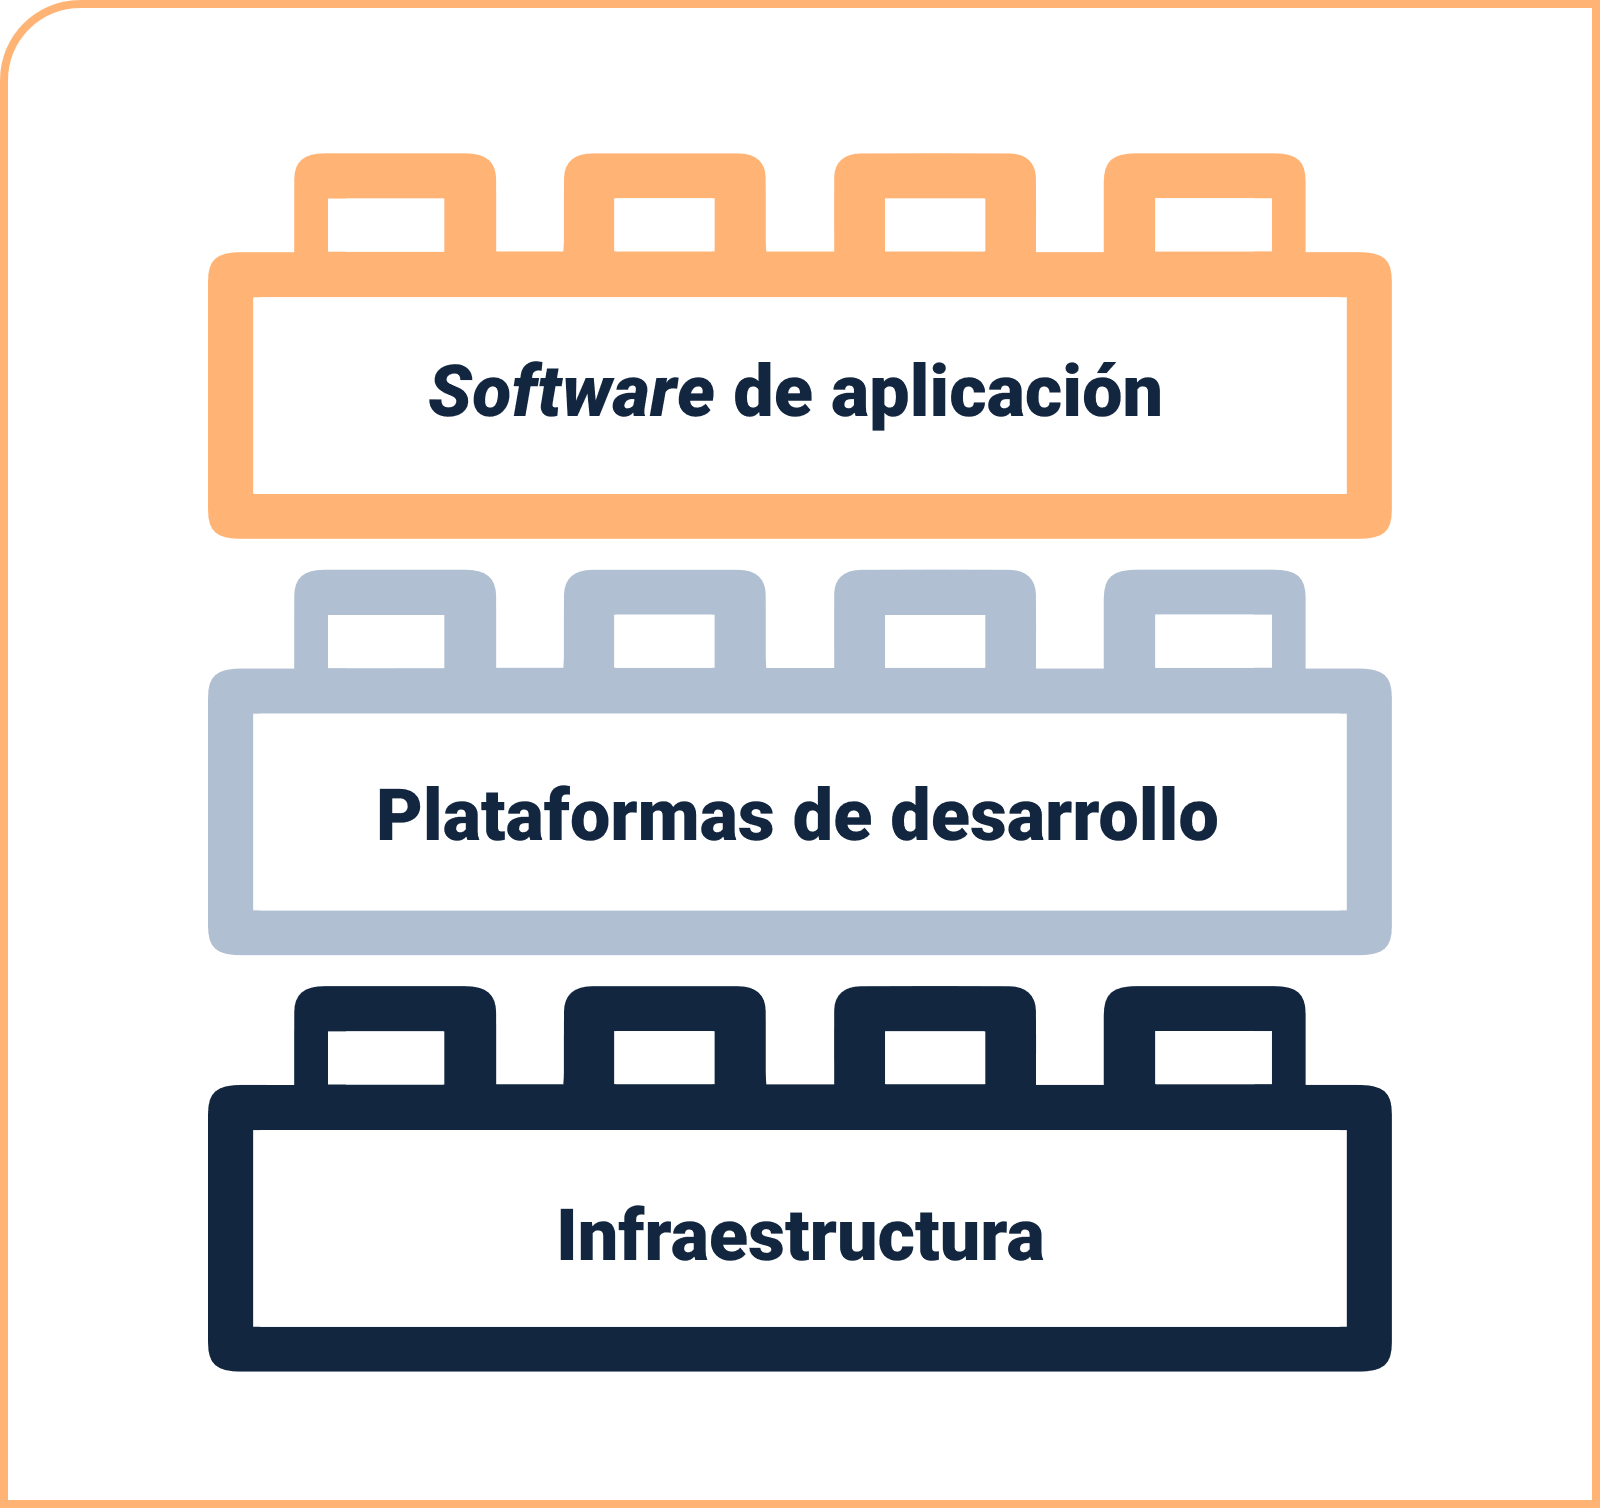 Software de aplicación
Plataformas de desarrollo
Infraestructura